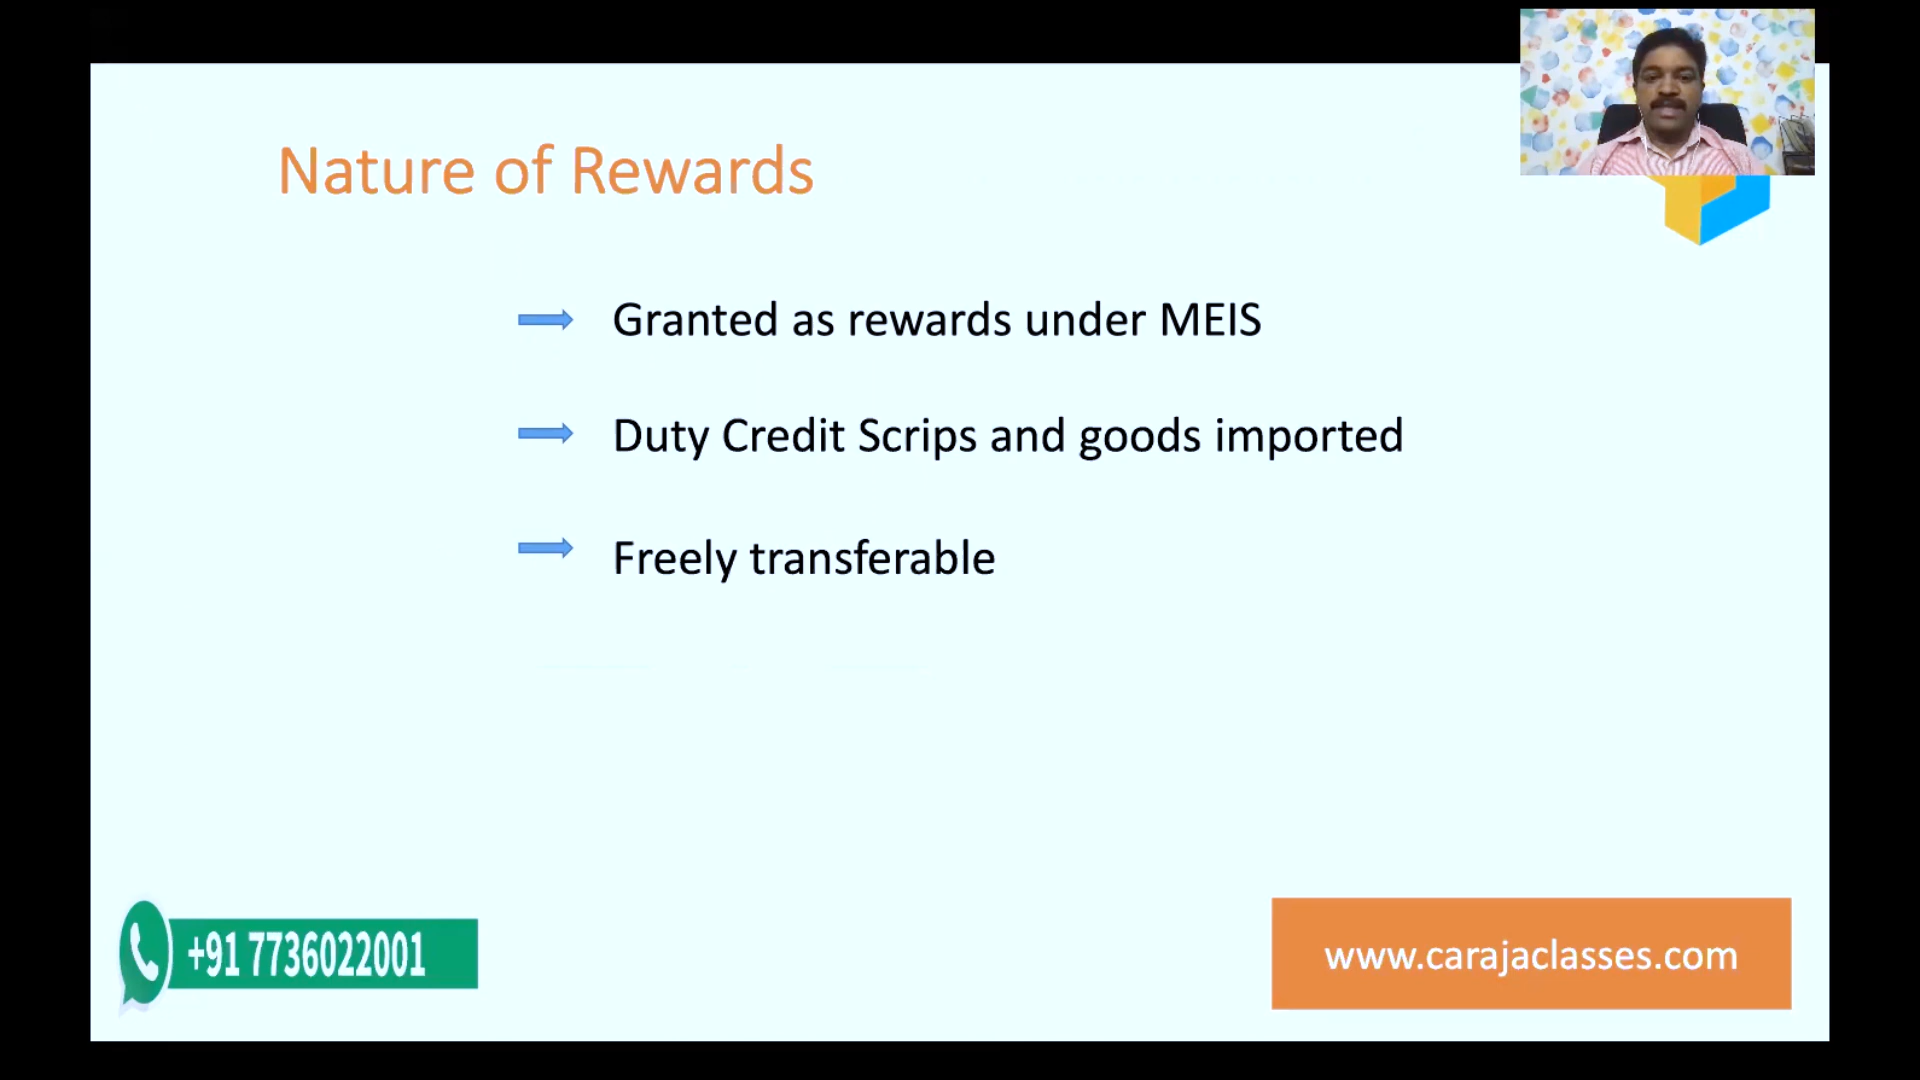 Nature of Rewards
Granted as rewards under MEIS
Duty Credit Scrips and goods imported
Freely transferable
+91 7736022001
www.carajaclasses.com